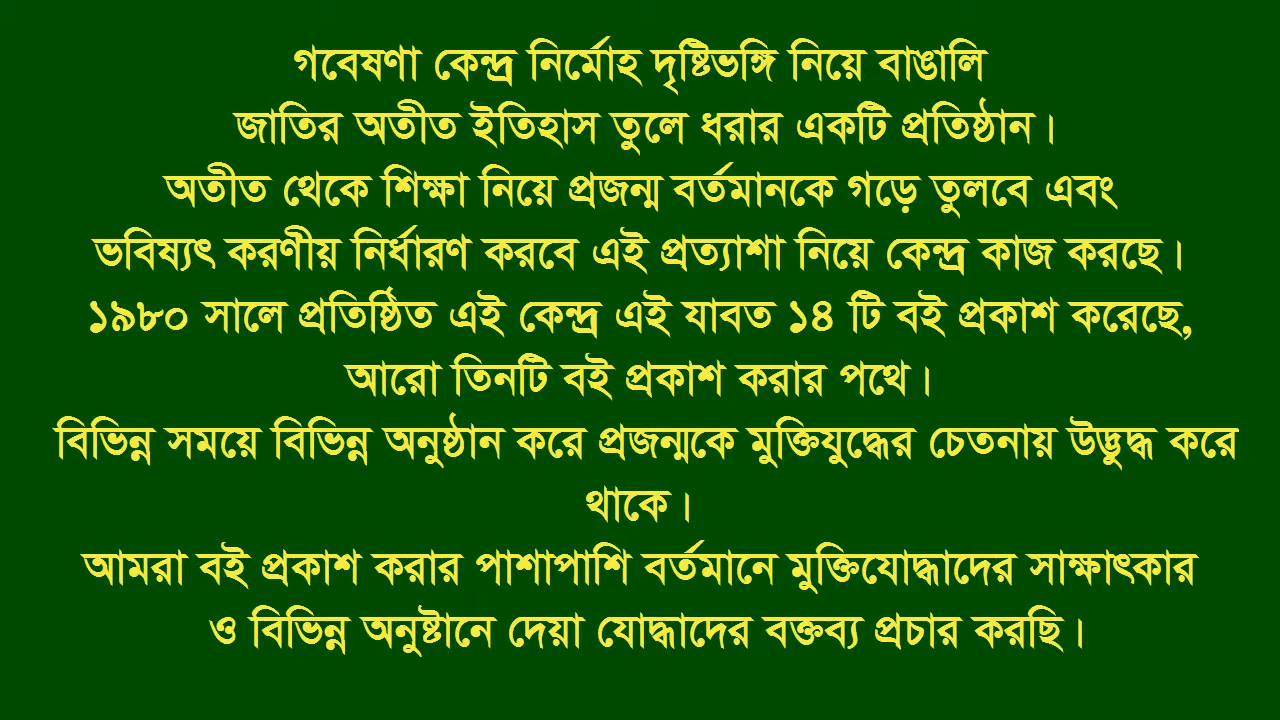 গবেষণা কেন্দ্র নির্মোহ দৃষ্টিভঙ্গি নিয়ে বাঙালি
জাতির অতীত ইতিহাস তুলে ধরার একটি প্রতিষ্ঠান।
অতীত থেকে শিক্ষা নিয়ে প্রজন্ম বর্তমানকে গড়ে তুলবে এবং
ভবিষ্যৎ করণীয় নির্ধারণ করবে এই প্রত্যাশা নিয়ে কেন্দ্র কাজ করছে।
১৯৮০ সালে প্রতিষ্ঠিত এই কেন্দ্র এই যাবত ১৪ টি বই প্রকাশ করেছে,
আরো তিনটি বই প্রকাশ করার পথে।
বিভিন্ন সময়ে বিভিন্ন অনুষ্ঠান করে প্রজন্মকে মুক্তিযুদ্ধের চেতনায় উদ্ভুদ্ধ করে
থাকে।
আমরা বই প্রকাশ করার পাশাপাশি বর্তমানে মুক্তিযোদ্ধাদের সাক্ষাৎকার
ও বিভিন্ন অনুষ্টানে দেয়া যোদ্ধাদের বক্তব্য প্রচার করছি।